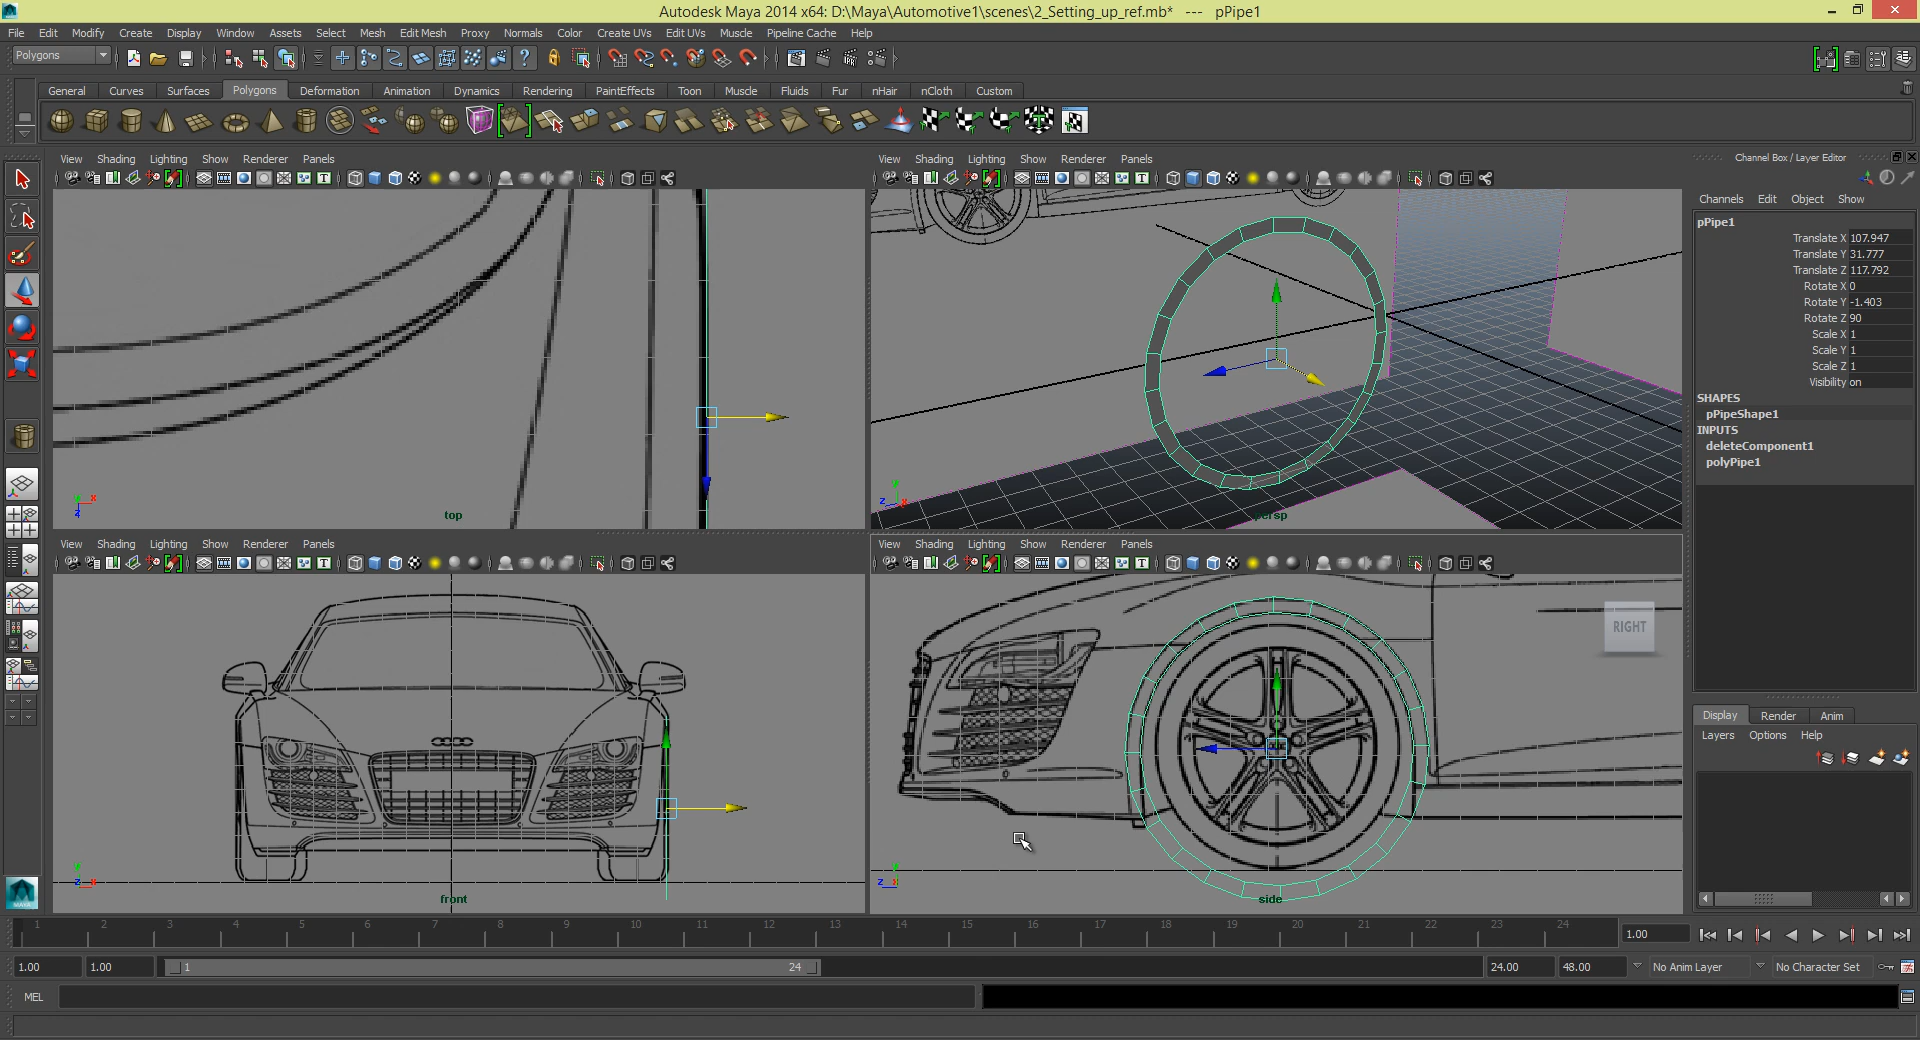 Autodesk Maya 2014 x64: D:\Maya\Automotive1\scenes\2_Setting_up_ref.mb* --- pPipe1
File Edit Modify Create Display Window Assets Select Mesh Edit Mesh Proxy Normals Color Create UVs Edit UVs Muscle Pipeline Cache Help
Polygons
General Curves Surfaces Polygons Deformation Animation Dynamics Rendering PaintEffects Toon Muscle Fluids Fur nHair nCloth Custom
View Shading Lighting Show Renderer Panels
top
View Shading Lighting Show Renderer Panels
persp
View Shading Lighting Show Renderer Panels
front
View Shading Lighting Show Renderer Panels
RIGHT
side
Channel Box / Layer Editor
Channels Edit Object Show
pPipe1
Translate X 107.947
Translate Y 31.777
Translate Z 117.792
Rotate X 0
Rotate Y -1.403
Rotate Z 90
Scale X 1
Scale Y 1
Scale Z 1
Visibility on
SHAPES
pPipeShape1
INPUTS
deleteComponent1
polyPipe1
Display Render Anim
Layers Options Help
1 2 3 4 5 6 7 8 9 10 11 12 13 14 15 16 17 18 19 20 21 22 23 24
1.00
1.00 1.00 1 24 24.00 48.00 No Anim Layer No Character Set
MEL